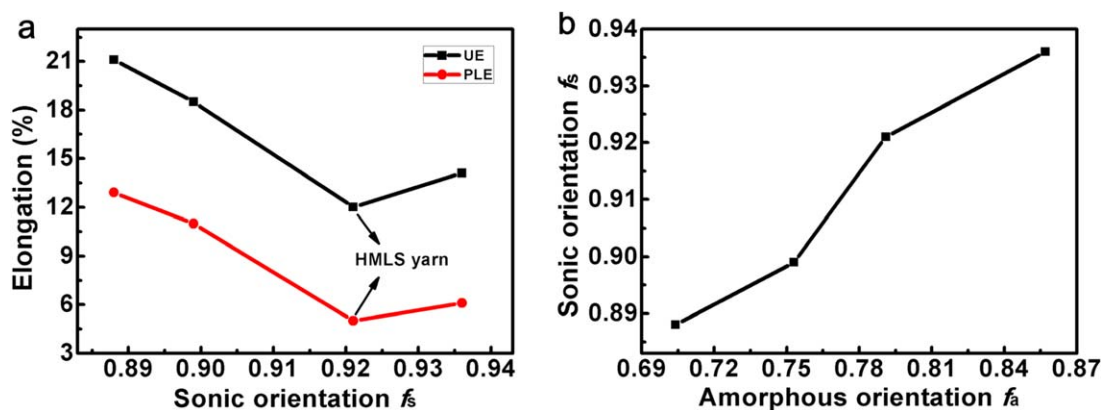 a
UE
PLE
Elongation (%)
21
18
15
12
9
6
3
HMLS yarn
0.89 0.90 0.91 0.92 0.93 0.94
Sonic orientation fs
b
Sonic orientation fs
0.94
0.93
0.92
0.91
0.90
0.89
0.69 0.72 0.75 0.78 0.81 0.84 0.87
Amorphous orientation fa